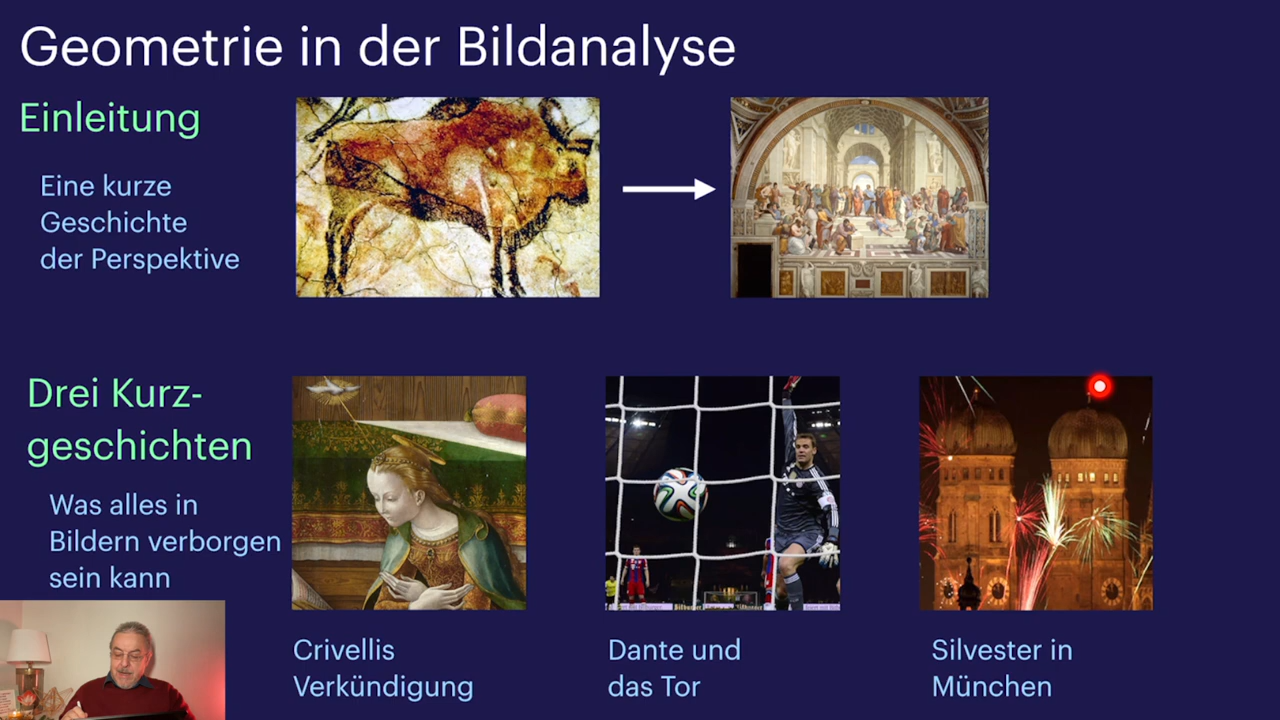 Geometrie in der Bildanalyse
Einleitung
Eine kurze
Geschichte
der Perspektive
Drei Kurz-
geschichten
Was alles in
Bildern verborgen
sein kann
Crivellis
Verkündigung
Dante und
das Tor
Silvester in
München